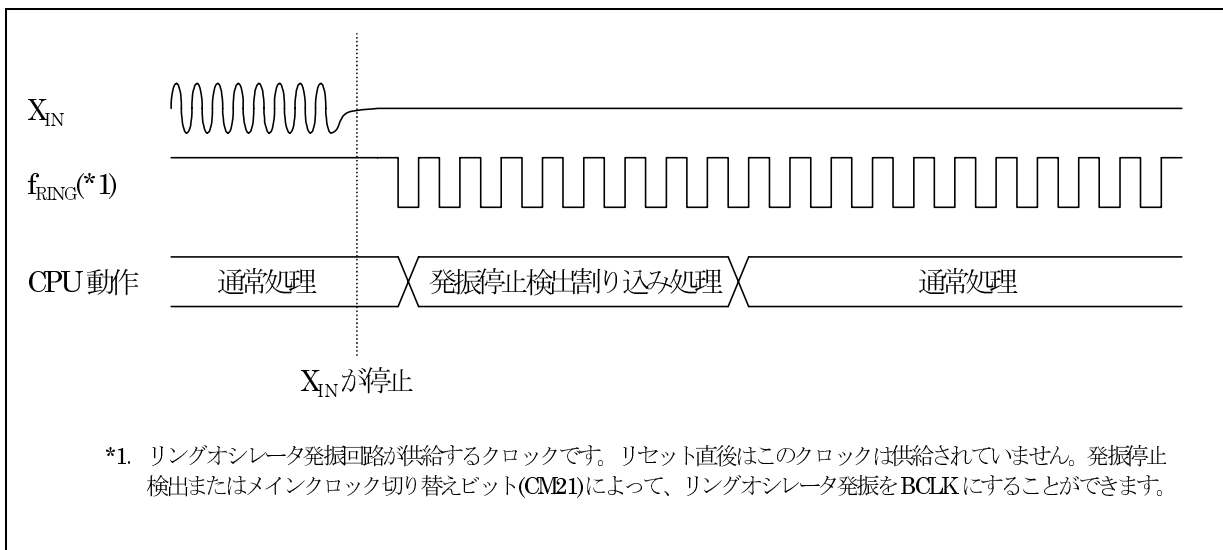 X_IN
f_RING(*1)
CPU動作 通常処理 発振停止検出割り込み処理 通常処理
X_INが停止
*1. リングオシレータ発振回路が供給するクロックです。リセット直後はこのクロックは供給されていません。発振停止
検出またはメインクロック切り替えビット(CM21)によって、リングオシレータ発振をBCLKにすることができます。